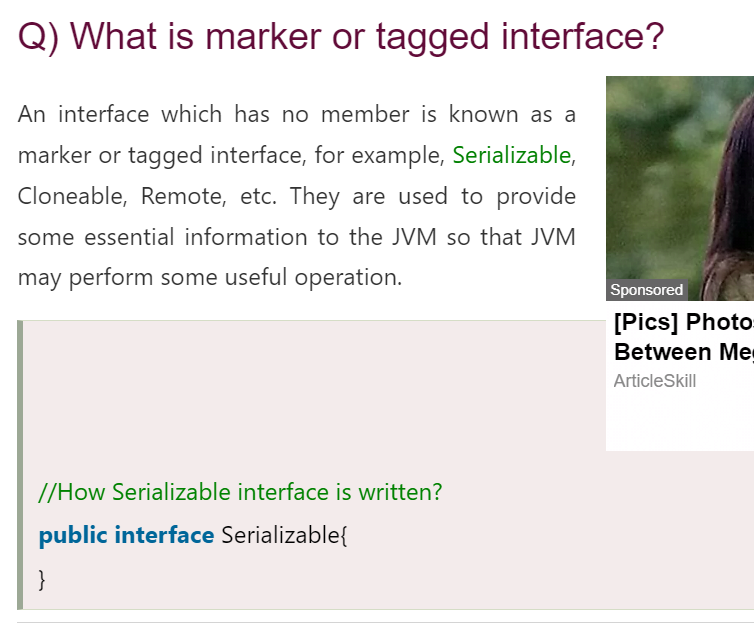 Q) What is marker or tagged interface?
An interface which has no member is known as a
marker or tagged interface, for example, Serializable,
Cloneable, Remote, etc. They are used to provide
some essential information to the JVM so that JVM
may perform some useful operation.
Sponsored
[Pics] Photo
Between Me
ArticleSkill
//How Serializable interface is written?
public interface Serializable{
}